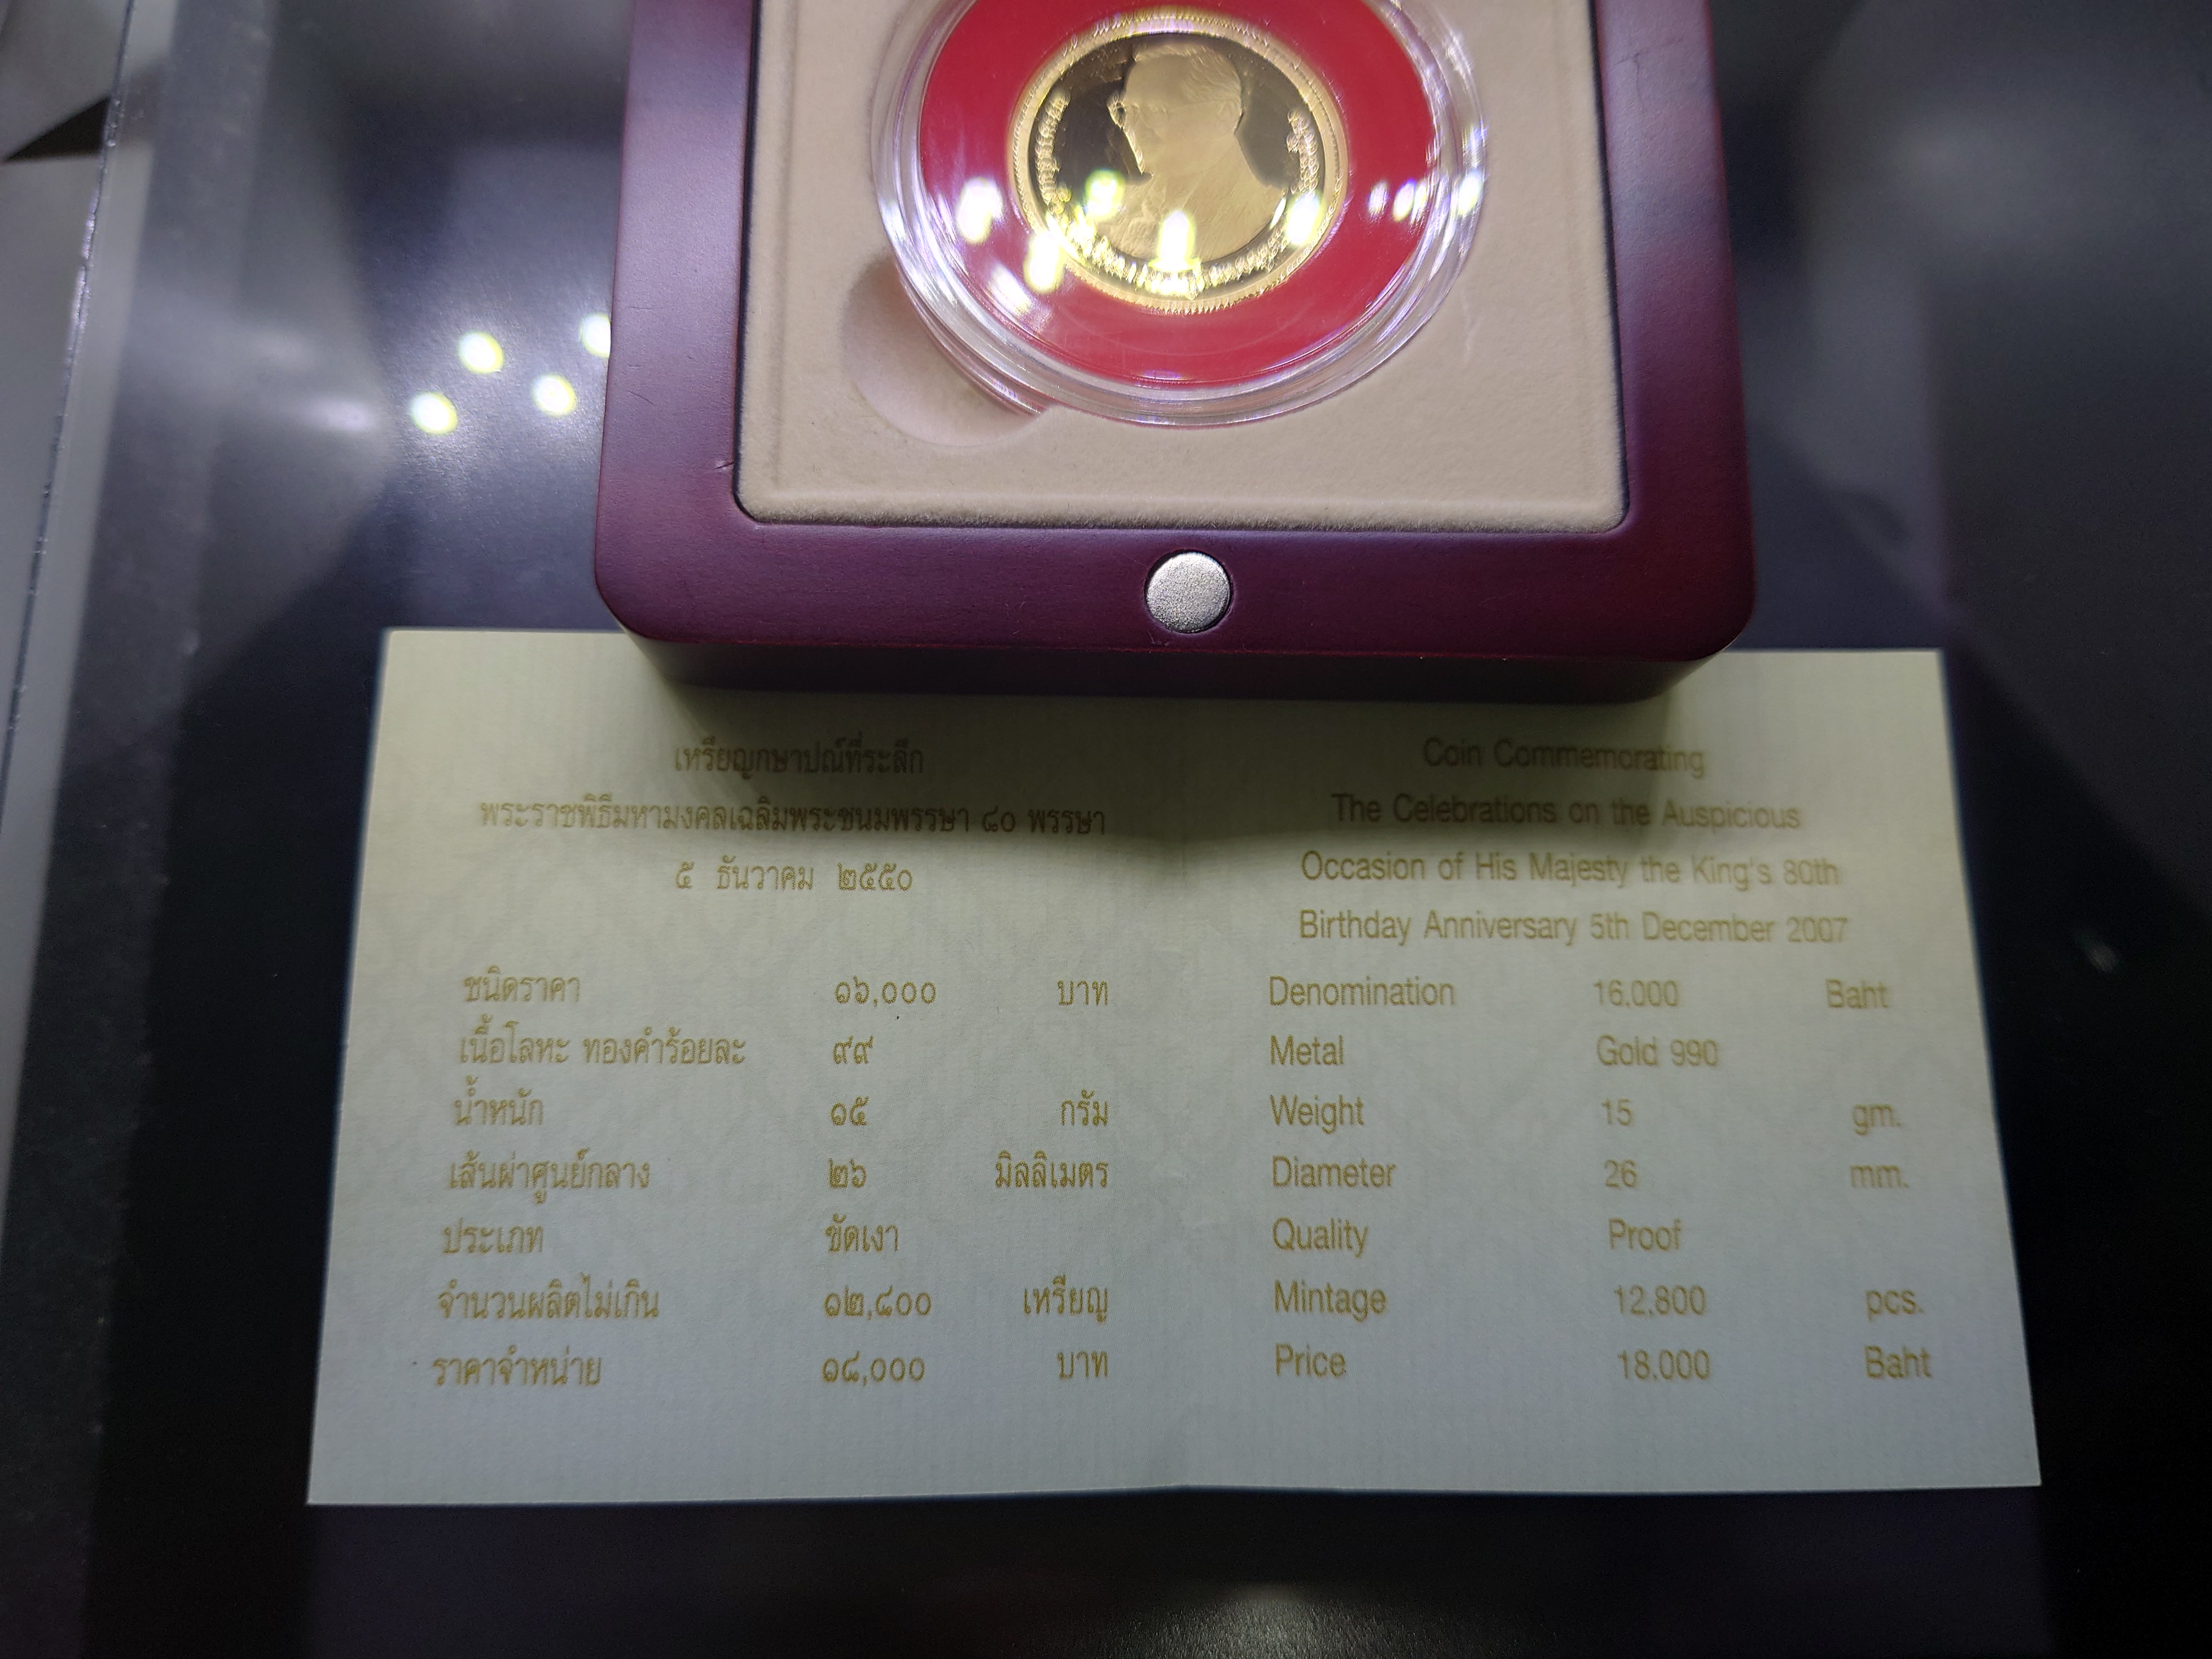 เหรียญกษาปณ์ที่ระลึก
พระราชพิธีมหามงคลเฉลิมพระชนมพรรษา ๘๐ พรรษา
๕ ธันวาคม ๒๕๕๐
ชนิดราคา ๑๖,๐๐๐ บาท
เนื้อโลหะ ทองคำร้อยละ ๙๙
น้ำหนัก ๑๕ กรัม
เส้นผ่าศูนย์กลาง ๒๖ มิลลิเมตร
ประเภท ขัดเงา
จำนวนผลิตไม่เกิน ๑๒,๘๐๐ เหรียญ
ราคาจำหน่าย ๑๘,๐๐๐ บาท
Coin Commemorating
The Celebrations on the Auspicious
Occasion of His Majesty the King's 80th
Birthday Anniversary 5th December 2007
Denomination 16.000 Baht
Metal Gold 990
Weight 15 gm.
Diameter 26 mm.
Quality Proof
Mintage 12,800 pcs.
Price 18.000 Baht